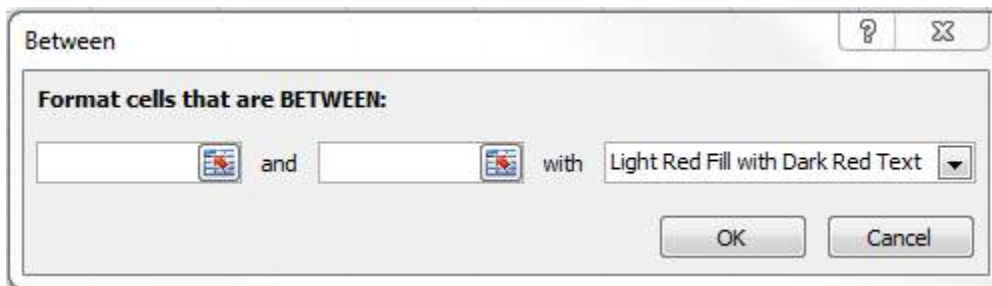 Between
?
Format cells that are BETWEEN:
and with Light Red Fill with Dark Red Text
OK Cancel